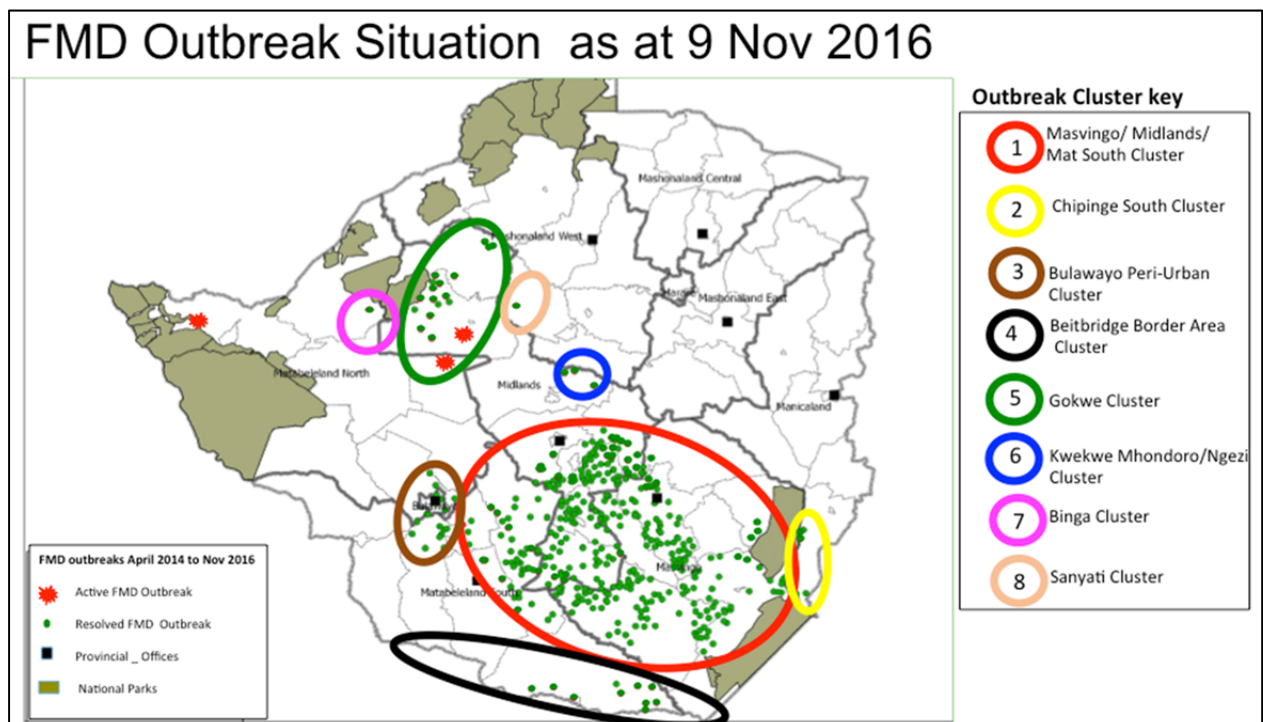 FMD Outbreak Situation as at 9 Nov 2016
Outbreak Cluster key
1
Masvingo/ Midlands/
Mat South Cluster
2
Chipinge South Cluster
3
Bulawayo Peri-Urban
Cluster
4
Beitbridge Border Area
Cluster
5
Gokwe Cluster
6
Kwekwe Mhondoro/Ngezi
Cluster
7
Binga Cluster
8
Sanyati Cluster
Mashonaland Central
West
Mashonaland East
Matabeleland North
Midlands
Manicaland
Matabeleland South
FMD outbreaks April 2014 to Nov 2016
Active FMD Outbreak
Resolved FMD Outbreak
Provincial _ Offices
National Parks